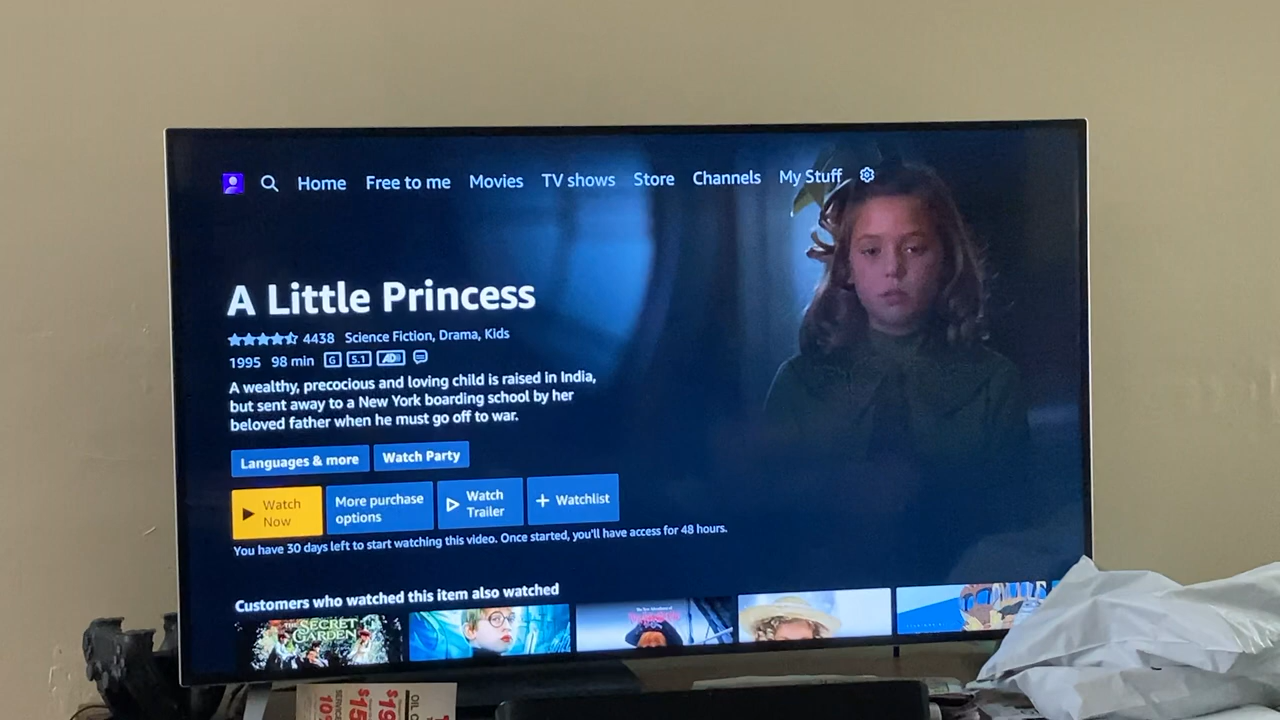 Home Free to me Movies TV shows Store Channels My Stuff
A Little Princess
4438 Science Fiction, Drama, Kids
1995 98 min G 5.1 AD
A wealthy, precocious and loving child is raised in India,
but sent away to a New York boarding school by her
beloved father when he must go off to war.
Languages & more Watch Party
Watch
Now
More purchase
options
Watch
Trailer
+ Watchlist
You have 30 days left to start watching this video. Once started, you'll have access for 48 hours.
Customers who watched this item also watched
THE
SECRET
GARDEN